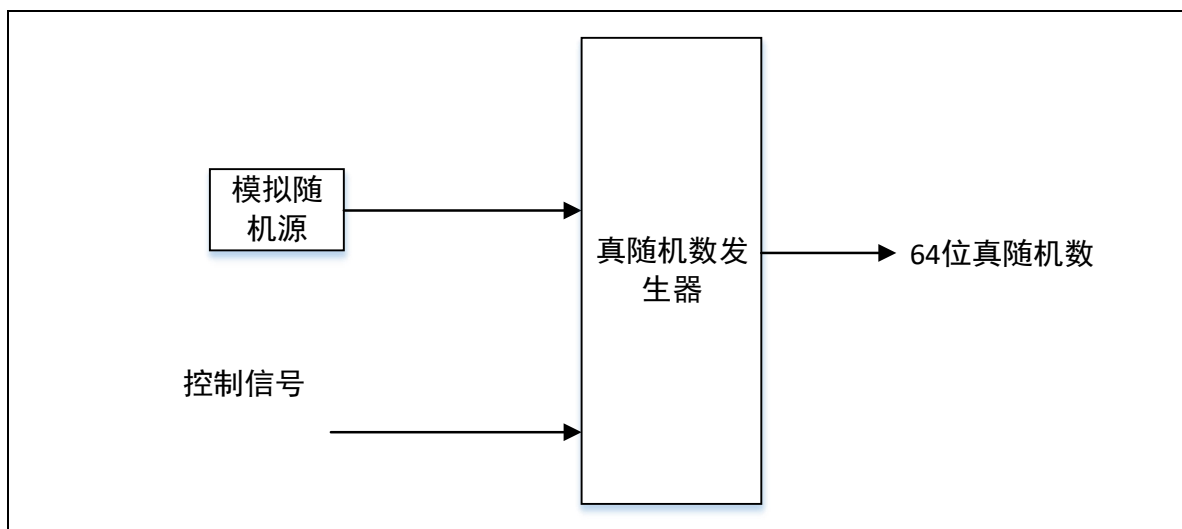 模拟随
机源
真随机数发
生器
64位真随机数
控制信号